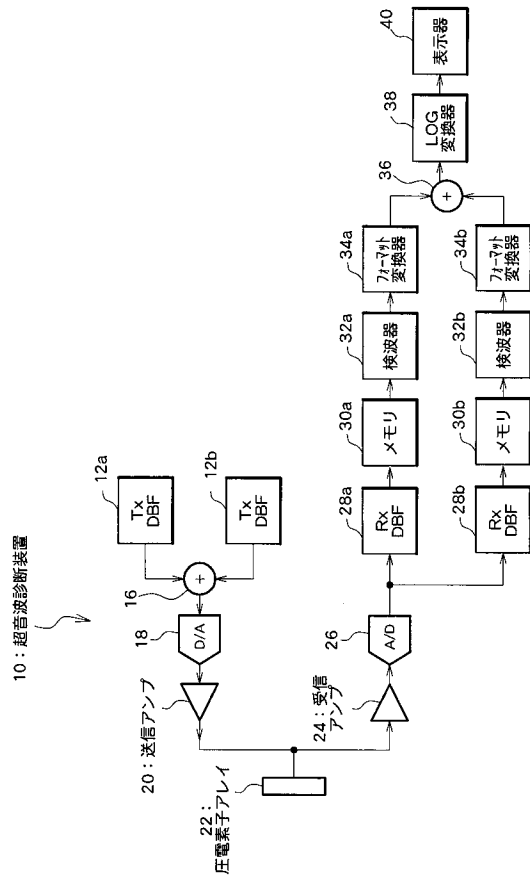 10：超音波診断装置
12a
Tx
DBF
12b
Tx
DBF
16
+
18
D/A
20：送信アンプ
22：
圧電素子アレイ
24：受信
アンプ
26
A/D
28a
Rx
DBF
30a
メモリ
32a
検波器
34a
フォーマット
変換器
28b
Rx
DBF
30b
メモリ
32b
検波器
34b
フォーマット
変換器
36
+
38
LOG
変換器
40
表示器